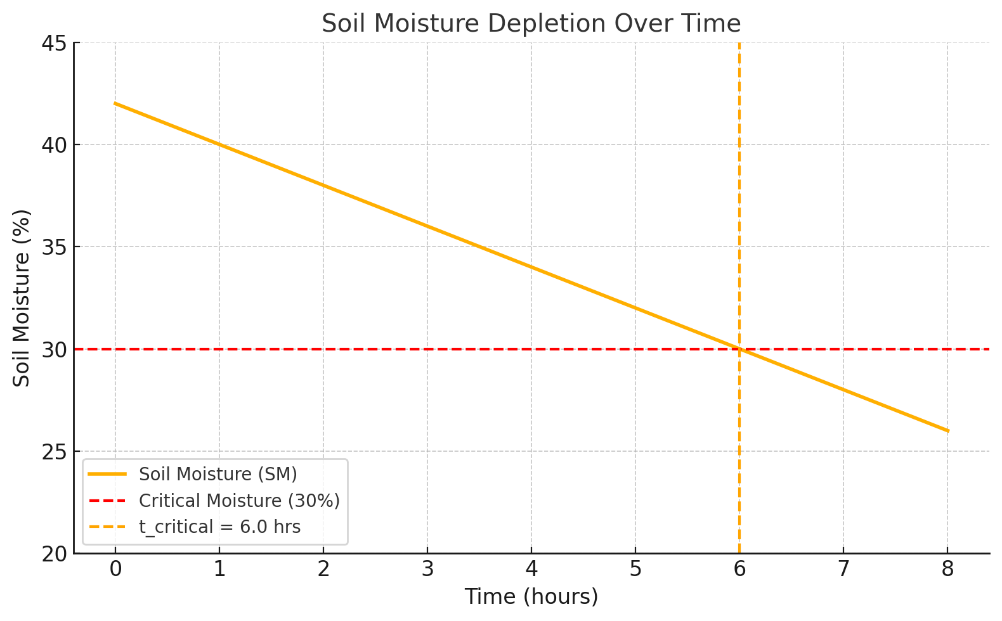 Soil Moisture Depletion Over Time
45
40
35
30
25
20
Soil Moisture (%)
Soil Moisture (SM)
Critical Moisture (30%)
t_critical = 6.0 hrs
0 1 2 3 4 5 6 7 8
Time (hours)